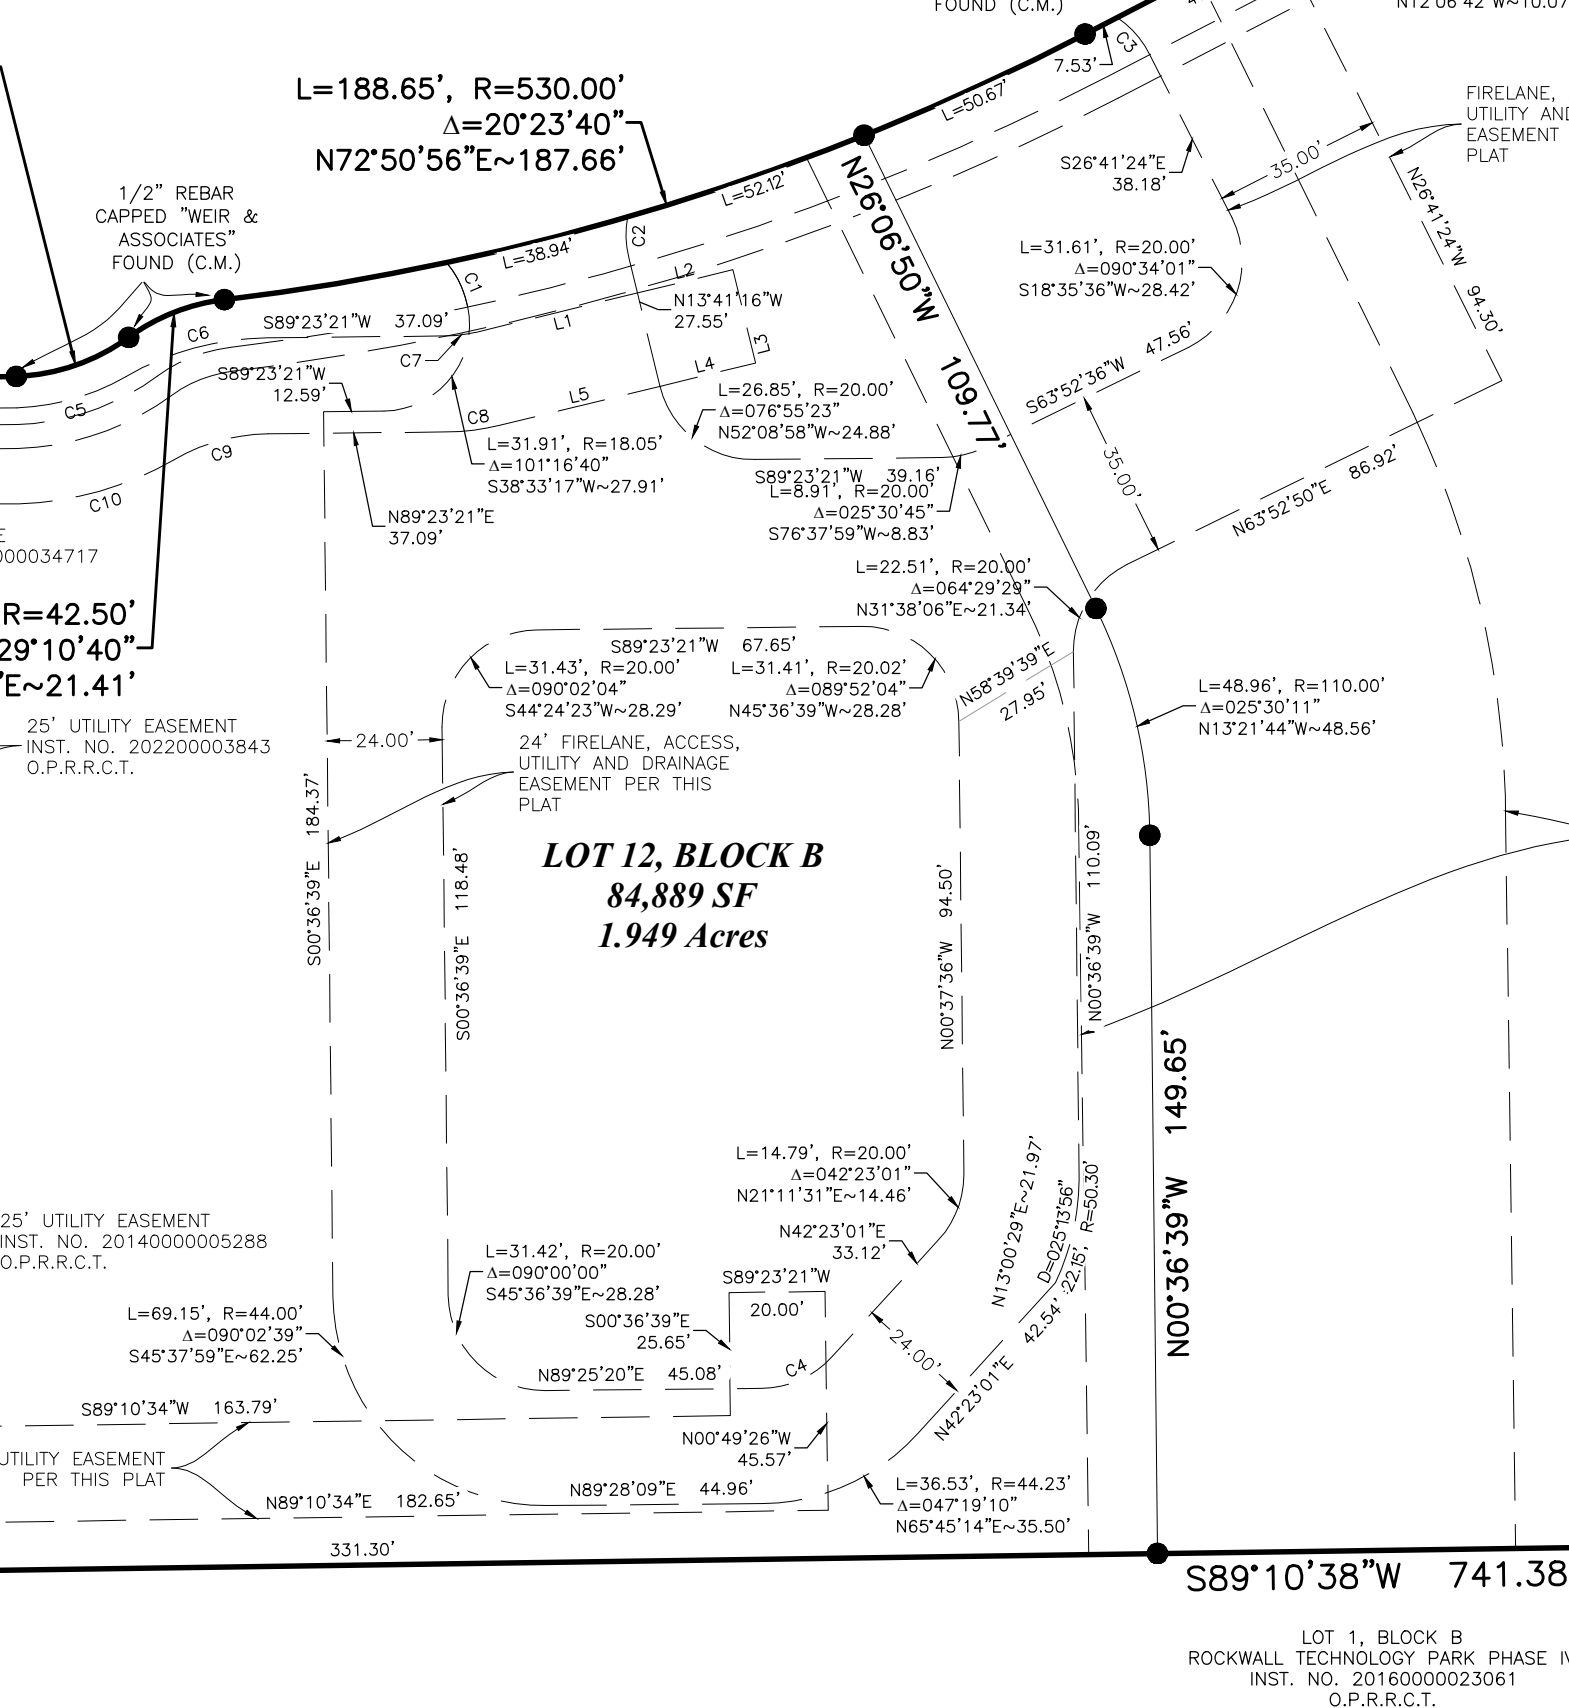 FOUND (C.M.)
N12°06'42"W~10.07
L=188.65', R=530.00'
Δ=20°23'40"
N72°50'56"E~187.66'
7.53'
C3
L=50.67'
FIRELANE,
UTILITY AND
EASEMENT
PLAT
35.00'
S26°41'24"E
38.18'
N26°41'24"W 94.30'
1/2" REBAR
CAPPED "WEIR &
ASSOCIATES"
FOUND (C.M.)
L=52.12'
N26°06'50"W 109.77'
C2
L=38.94'
C1
L=31.61', R=20.00'
Δ=090°34'01"
S18°35'36"W~28.42'
L2
N13°41'16"W
27.55'
S89°23'21"W 37.09'
L1
C6
C7
L3
L4
S63°52'36"W 47.56'
S89°23'21"W
12.59'
C5
L5
C8
L=26.85', R=20.00'
Δ=076°55'23"
N52°08'58"W~24.88'
C9
L=31.91', R=18.05'
Δ=101°16'40"
S38°33'17"W~27.91'
S89°23'21"W 39.16'
L=8.91', R=20.00'
Δ=025°30'45"
S76°37'59"W~8.83'
35.00'
N63°52'50"E 86.92'
C10
N89°23'21"E
37.09'
E
000034717
L=22.51', R=20.00'
Δ=064°29'29"
N31°38'06"E~21.34'
R=42.50'
29°10'40"
'E~21.41'
S89°23'21"W 67.65'
L=31.43', R=20.00'
Δ=090°02'04"
S44°24'23"W~28.29'
L=31.41', R=20.02'
Δ=089°52'04"
N45°36'39"W~28.28'
N58°39'39"E
27.95'
L=48.96', R=110.00'
Δ=025°30'11"
N13°21'44"W~48.56'
25' UTILITY EASEMENT
INST. NO. 202200003843
O.P.R.R.C.T.
24.00'
24' FIRELANE, ACCESS,
UTILITY AND DRAINAGE
EASEMENT PER THIS
PLAT
S00°36'39"E 184.37'
S00°36'39"E 118.48'
LOT 12, BLOCK B
84,889 SF
1.949 Acres
N00°37'36"W 94.50'
N00°36'39"W 110.09'
N00°36'39"W 149.65'
L=14.79', R=20.00'
Δ=042°23'01"
N21°11'31"E~14.46'
N13°00'29"E~21.97'
D=025°13'56"
22.15', R=50.30'
25' UTILITY EASEMENT
INST. NO. 20140000005288
O.P.R.R.C.T.
N42°23'01"E
33.12'
L=31.42', R=20.00'
Δ=090°00'00"
S45°36'39"E~28.28'
S89°23'21"W
20.00'
S00°36'39"E
25.65'
L=69.15', R=44.00'
Δ=090°02'39"
S45°37'59"E~62.25'
24.00'
N42°23'01"E 42.54'
N89°25'20"E 45.08'
C4
S89°10'34"W 163.79'
N00°49'26"W
45.57'
UTILITY EASEMENT
PER THIS PLAT
N89°28'09"E 44.96'
N89°10'34"E 182.65'
L=36.53', R=44.23'
Δ=047°19'10"
N65°45'14"E~35.50'
331.30'
S89°10'38"W 741.38
LOT 1, BLOCK B
ROCKWALL TECHNOLOGY PARK PHASE IV
INST. NO. 20160000023061
O.P.R.R.C.T.